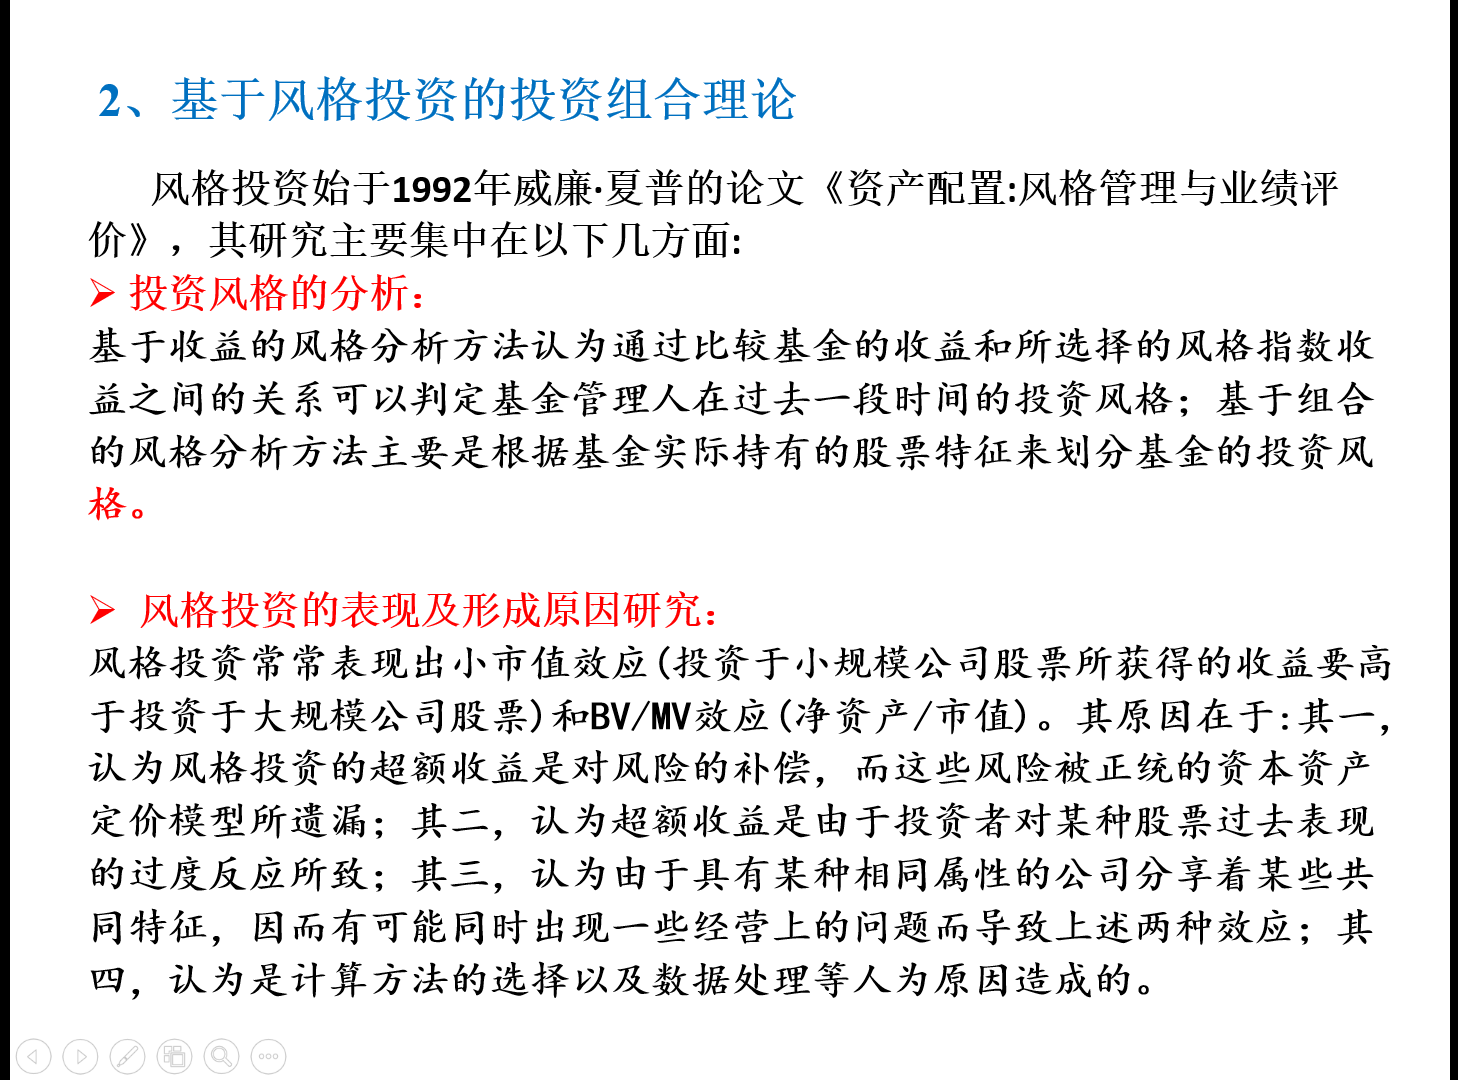 2、基于风格投资的投资组合理论
风格投资始于1992年威廉·夏普的论文《资产配置:风格管理与业绩评
价》，其研究主要集中在以下几方面:
➢ 投资风格的分析：
基于收益的风格分析方法认为通过比较基金的收益和所选择的风格指数收
益之间的关系可以判定基金管理人在过去一段时间的投资风格；基于组合
的风格分析方法主要是根据基金实际持有的股票特征来划分基金的投资风
格。
➢ 风格投资的表现及形成原因研究：
风格投资常常表现出小市值效应(投资于小规模公司股票所获得的收益要高
于投资于大规模公司股票)和BV/MV效应(净资产/市值)。其原因在于:其一，
认为风格投资的超额收益是对风险的补偿，而这些风险被正统的资本资产
定价模型所遗漏；其二，认为超额收益是由于投资者对某种股票过去表现
的过度反应所致；其三，认为由于具有某种相同属性的公司分享着某些共
同特征，因而有可能同时出现一些经营上的问题而导致上述两种效应；其
四，认为是计算方法的选择以及数据处理等人为原因造成的。